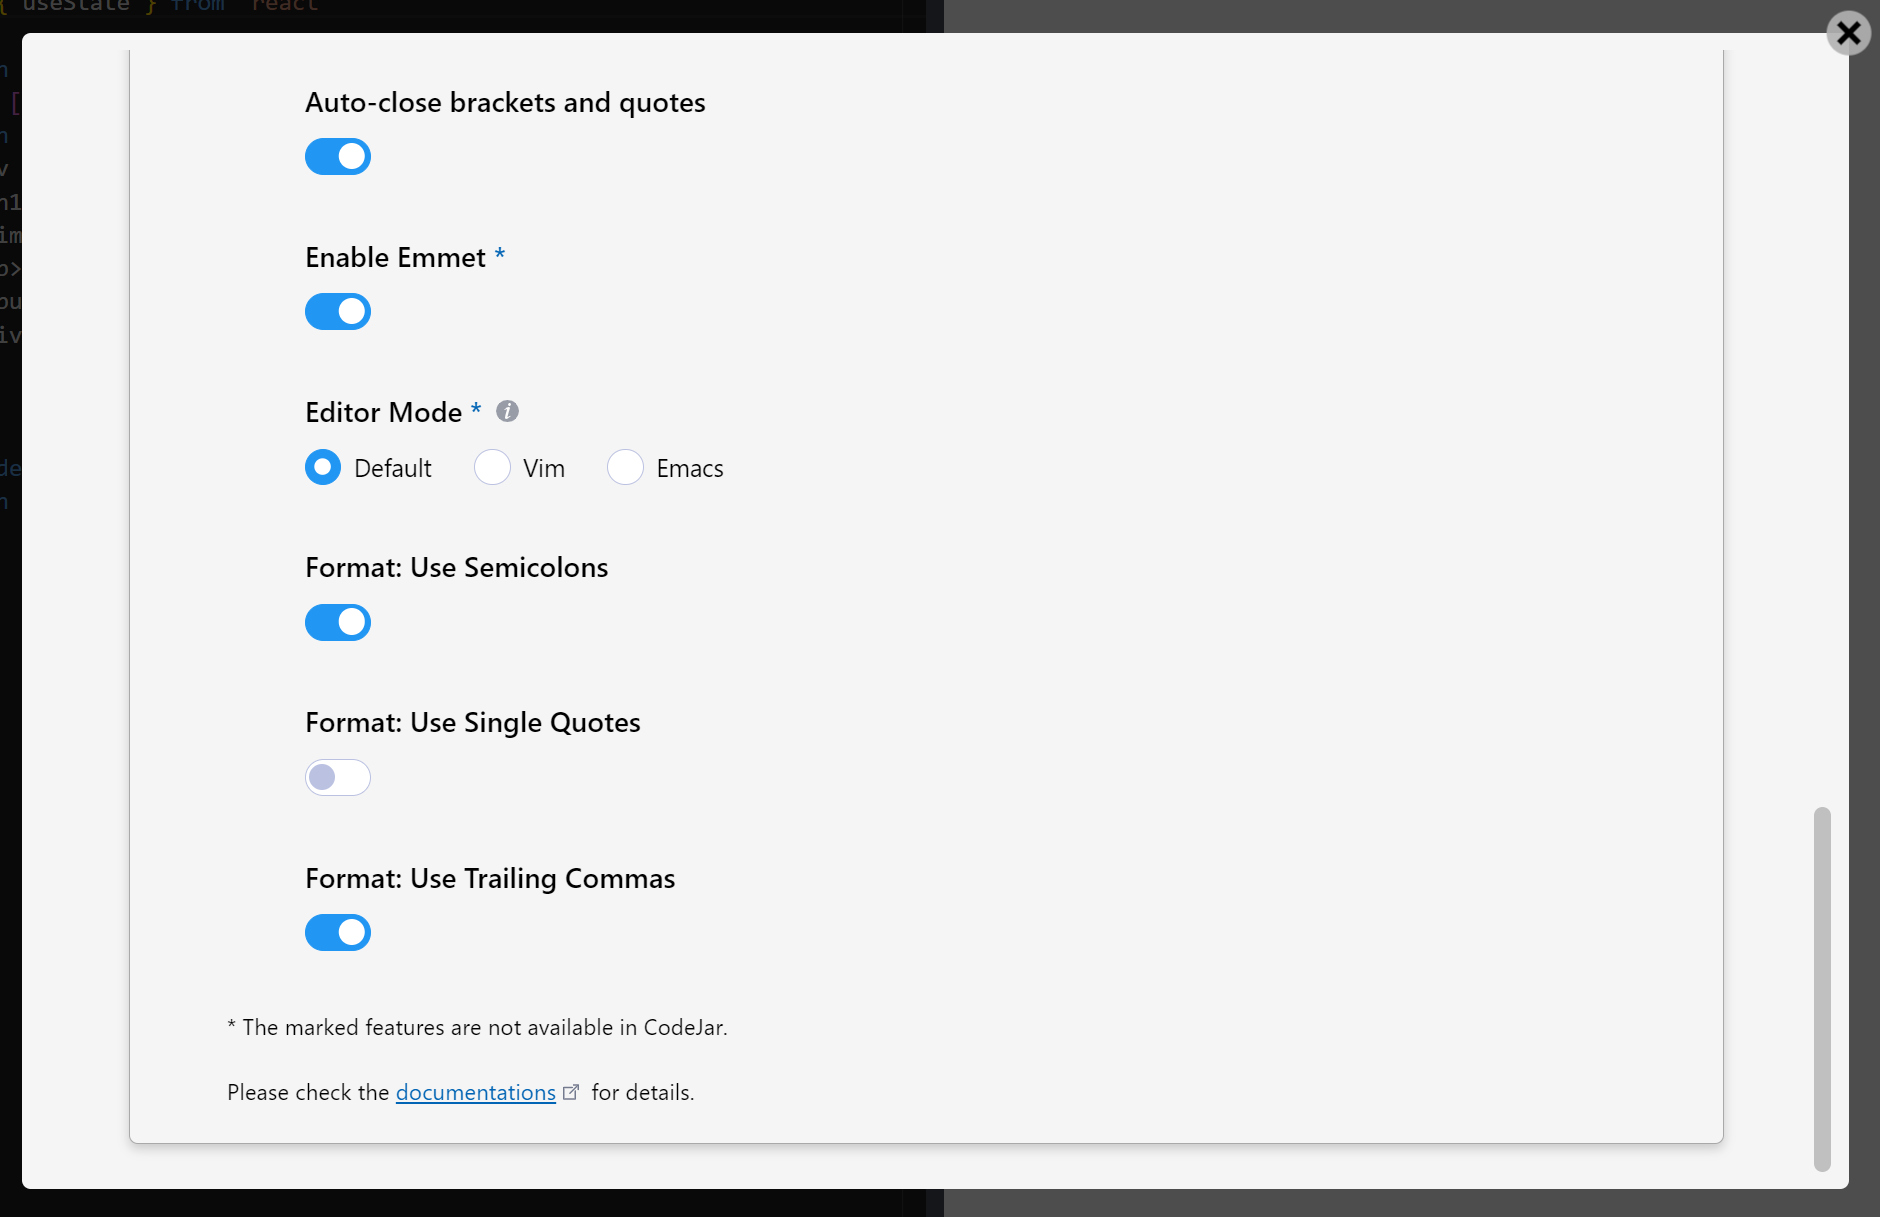 { useState } from "react
Auto-close brackets and quotes
Enable Emmet *
Editor Mode *
Default Vim Emacs
Format: Use Semicolons
Format: Use Single Quotes
Format: Use Trailing Commas
* The marked features are not available in CodeJar.
Please check the documentations for details.